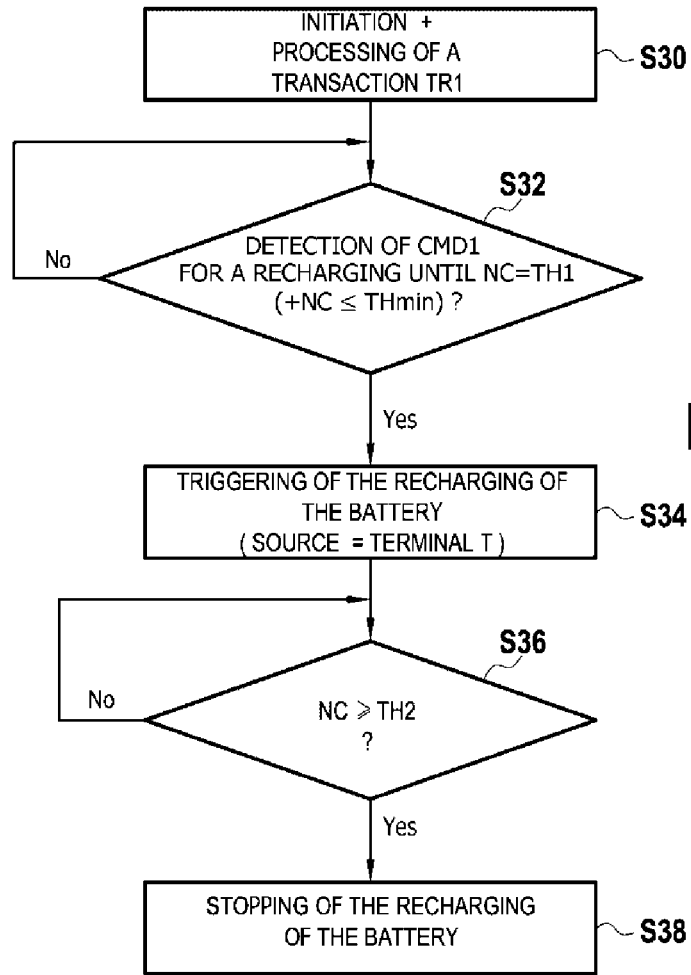 INITIATION +
PROCESSING OF A
TRANSACTION TR1
S30
S32
DETECTION OF CMD1
FOR A RECHARGING UNTIL NC=TH1
(+NC ≤ THmin) ?
No
Yes
TRIGGERING OF THE RECHARGING OF
THE BATTERY
( SOURCE = TERMINAL T )
S34
S36
NC ⩾ TH2
?
No
Yes
STOPPING OF THE RECHARGING
OF THE BATTERY
S38